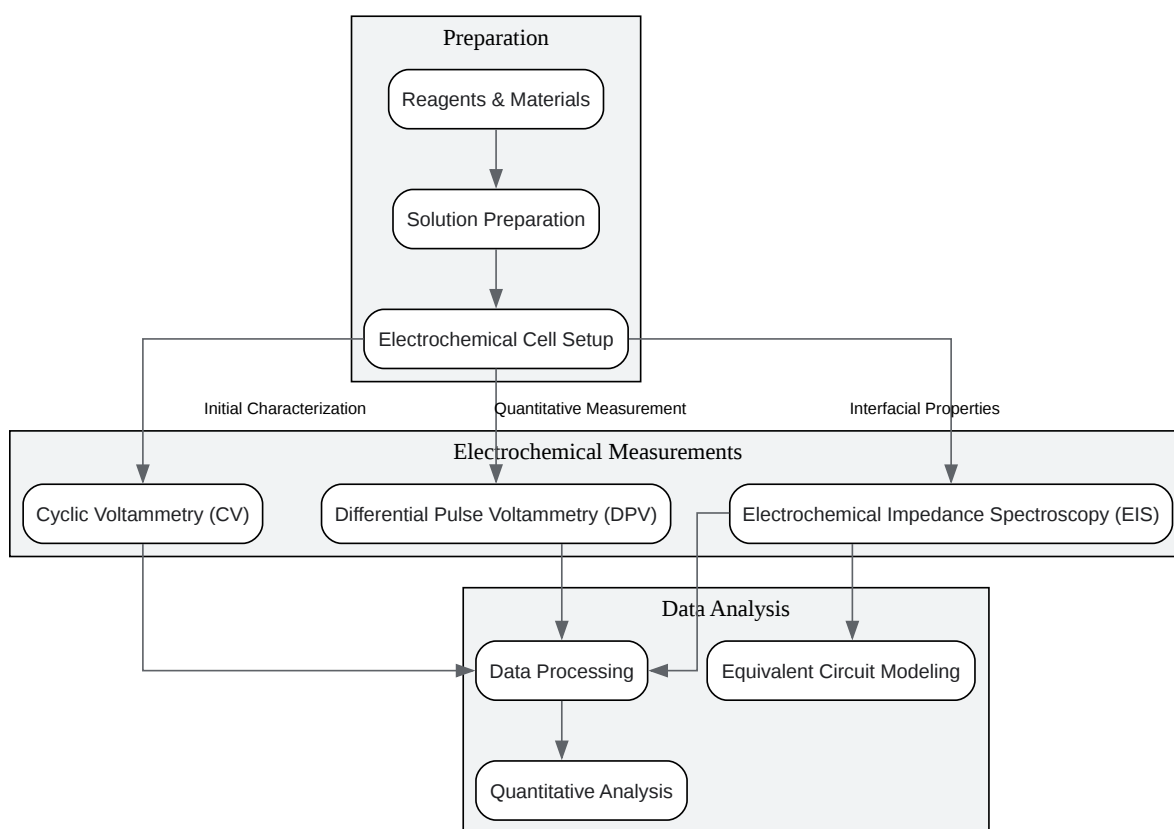 Preparation
Reagents & Materials
Solution Preparation
Electrochemical Cell Setup
Initial Characterization
Quantitative Measurement
Interfacial Properties
Electrochemical Measurements
Cyclic Voltammetry (CV)
Differential Pulse Voltammetry (DPV)
Electrochemical Impedance Spectroscopy (EIS)
Data Analysis
Data Processing
Equivalent Circuit Modeling
Quantitative Analysis